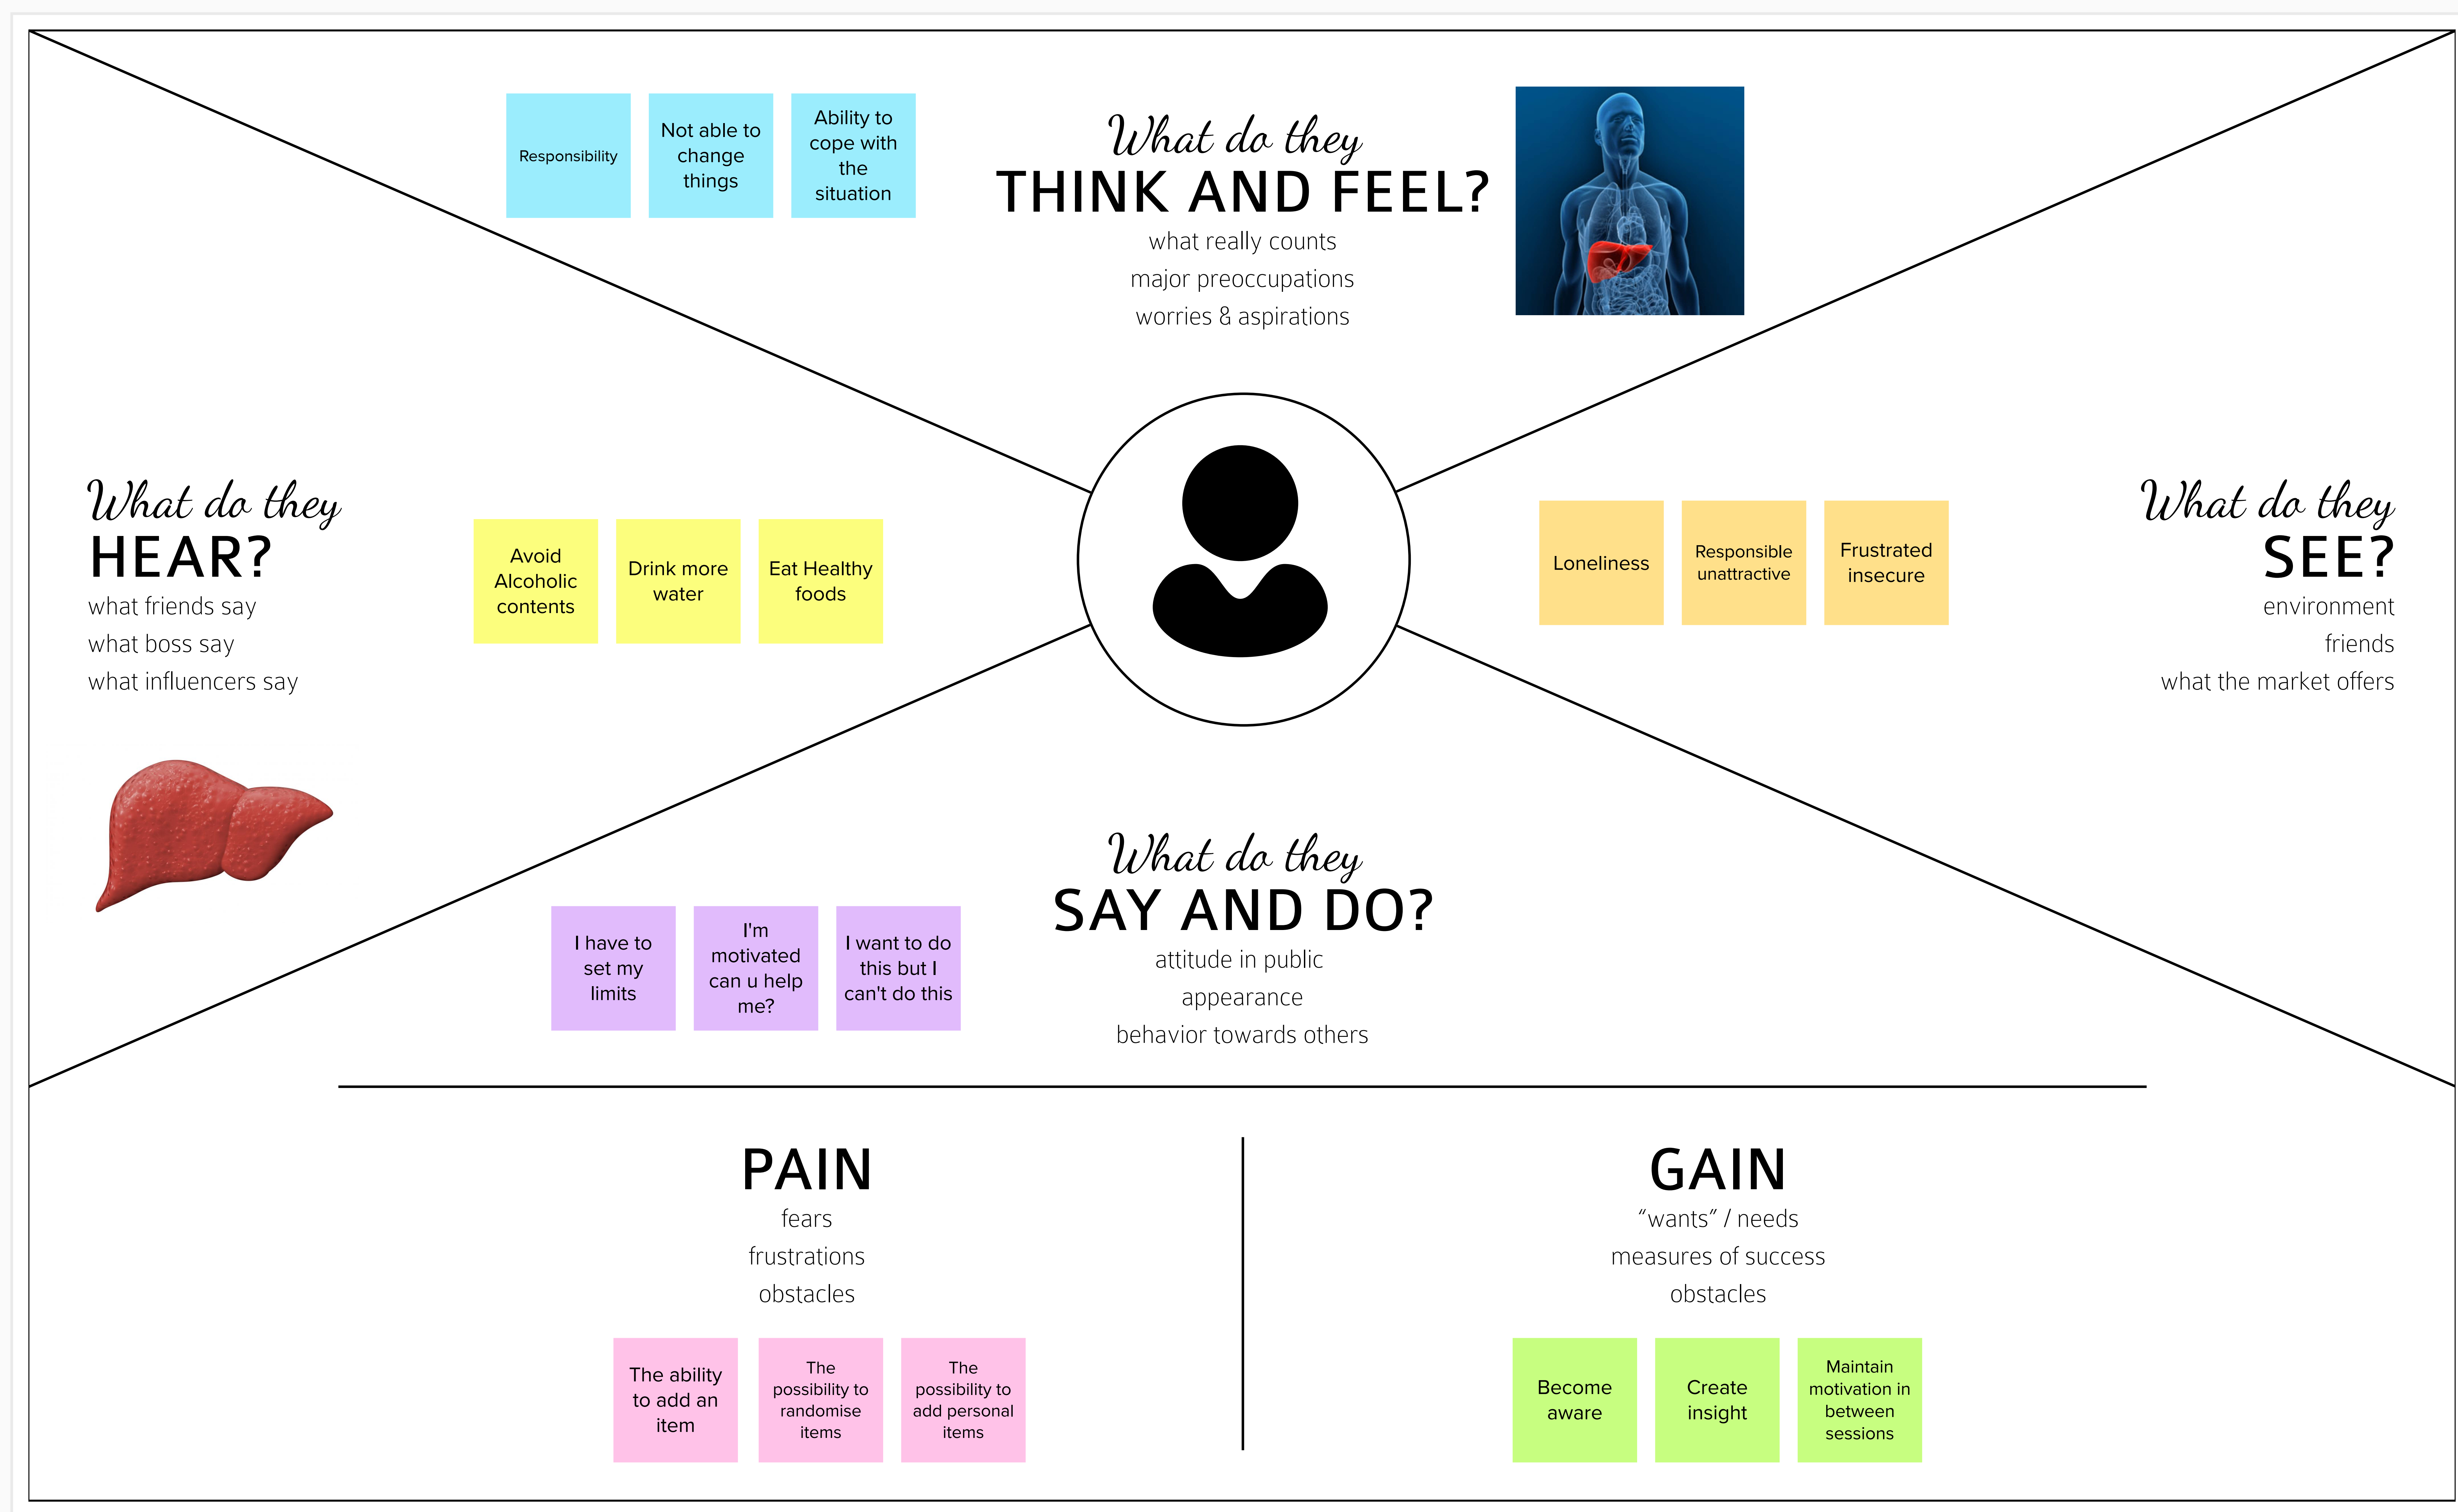 Responsibility
Not able to
change
things
Ability to
cope with
the
situation
What do they
THINK AND FEEL?
what really counts
major preoccupations
worries & aspirations
What do they
HEAR?
what friends say
what boss say
what influencers say
Avoid
Alcoholic
contents
Drink more
water
Eat Healthy
foods
Loneliness
Responsible
unattractive
Frustrated
insecure
What do they
SEE?
environment
friends
what the market offers
What do they
SAY AND DO?
attitude in public
appearance
behavior towards others
I have to
set my
limits
I'm
motivated
can u help
me?
I want to do
this but I
can't do this
PAIN
fears
frustrations
obstacles
The ability
to add an
item
The
possibility to
randomise
items
The
possibility to
add personal
items
GAIN
“wants” / needs
measures of success
obstacles
Become
aware
Create
insight
Maintain
motivation in
between
sessions